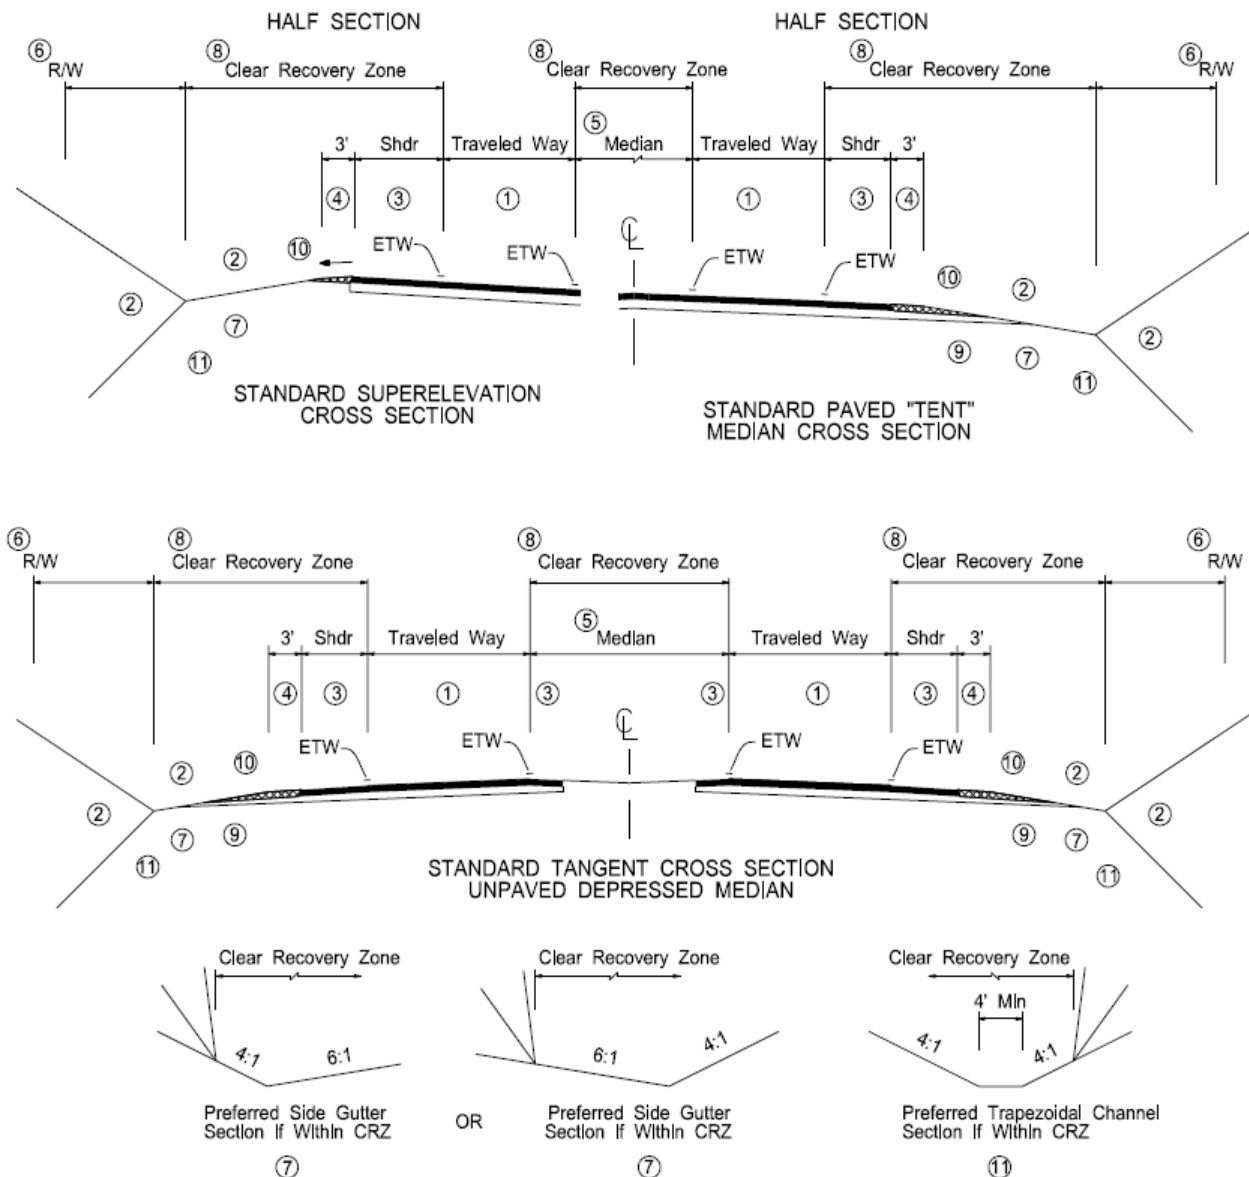 HALF SECTION HALF SECTION
⑥ ⑧ ⑧ ⑧ ⑥
R/W Clear Recovery Zone Clear Recovery Zone Clear Recovery Zone R/W
⑤
3' Shdr Traveled Way Median Traveled Way Shdr 3'
④ ③ ① ① ③ ④
CL
ETW ETW ETW ETW
② ⑩ ⑩ ②
② ⑦ ⑨ ⑦ ②
⑪ ⑪
STANDARD SUPERELEVATION
CROSS SECTION
STANDARD PAVED "TENT"
MEDIAN CROSS SECTION
⑥ ⑧ ⑧ ⑧ ⑥
R/W Clear Recovery Zone Clear Recovery Zone Clear Recovery Zone R/W
⑤
3' Shdr Traveled Way Median Traveled Way Shdr 3'
④ ③ ① ③ ③ ① ③ ④
CL
ETW ETW ETW ETW
② ⑩ ⑩ ②
② ⑦ ⑨ ⑨ ⑦ ②
⑪ ⑪
STANDARD TANGENT CROSS SECTION
UNPAVED DEPRESSED MEDIAN
Clear Recovery Zone Clear Recovery Zone Clear Recovery Zone
4' Min
4:1 6:1 6:1 4:1 4:1 4:1
Preferred Side Gutter
Section If Within CRZ
⑦
OR
Preferred Side Gutter
Section If Within CRZ
⑦
Preferred Trapezoidal Channel
Section If Within CRZ
⑪